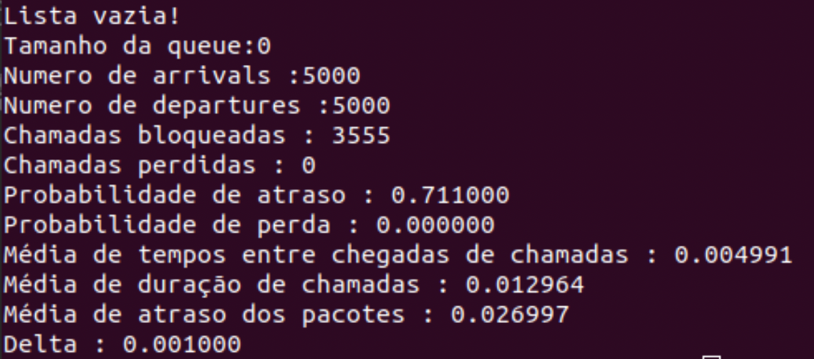 Lista vazia!
Tamanho da queue:0
Numero de arrivals :5000
Numero de departures :5000
Chamadas bloqueadas : 3555
Chamadas perdidas : 0
Probabilidade de atraso : 0.711000
Probabilidade de perda : 0.000000
Média de tempos entre chegadas de chamadas : 0.004991
Média de duração de chamadas : 0.012964
Média de atraso dos pacotes : 0.026997
Delta : 0.001000